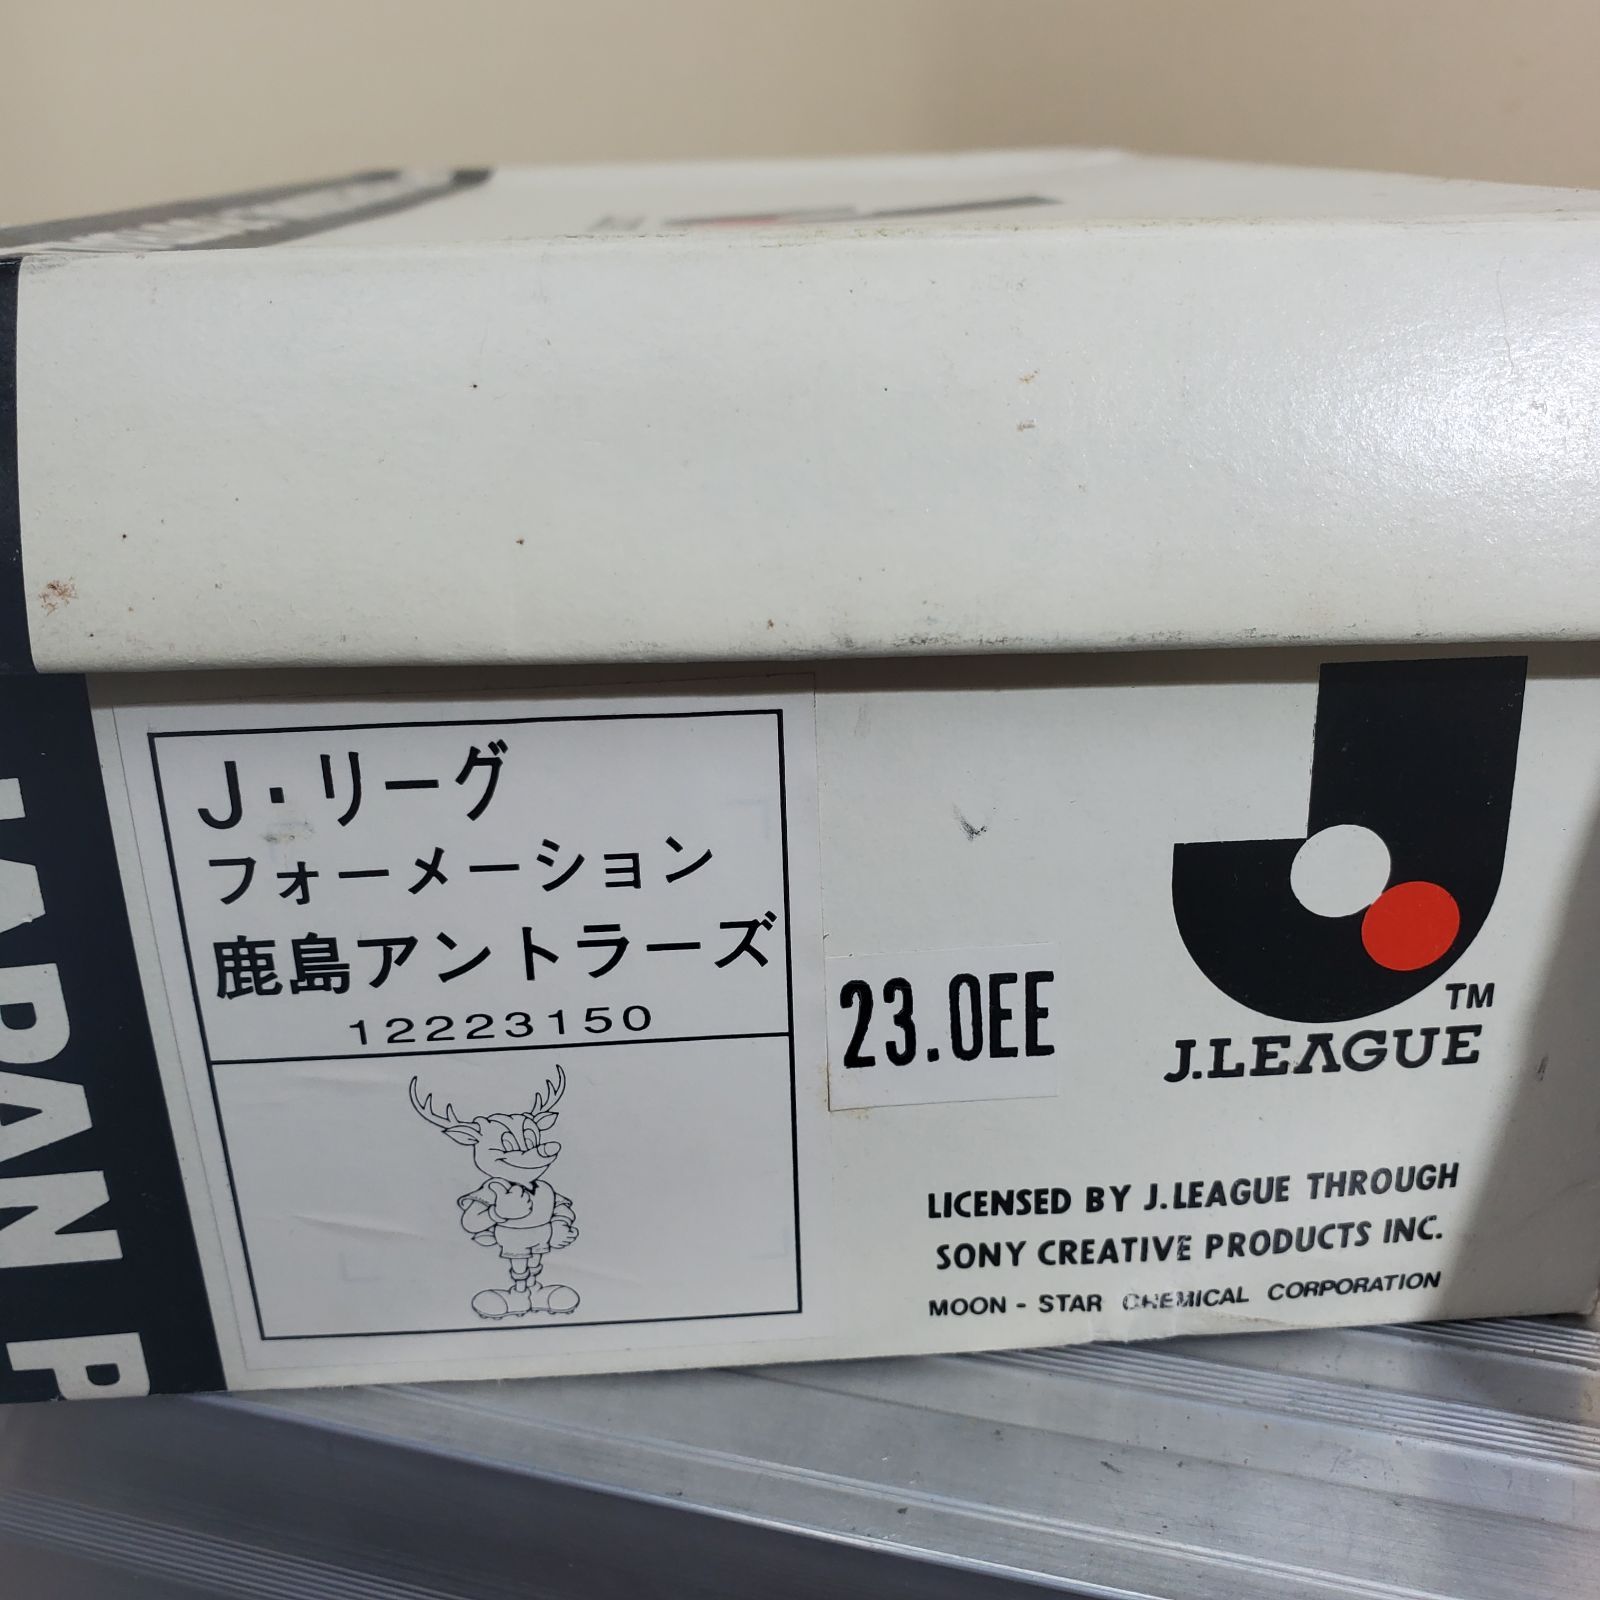 J・リーグ
フォーメーション
鹿島アントラーズ
12223150
23.0EE
TM
J.LEAGUE
LICENSED BY J.LEAGUE THROUGH
SONY CREATIVE PRODUCTS INC.
MOON - STAR CHEMICAL CORPORATION
JAPAN P